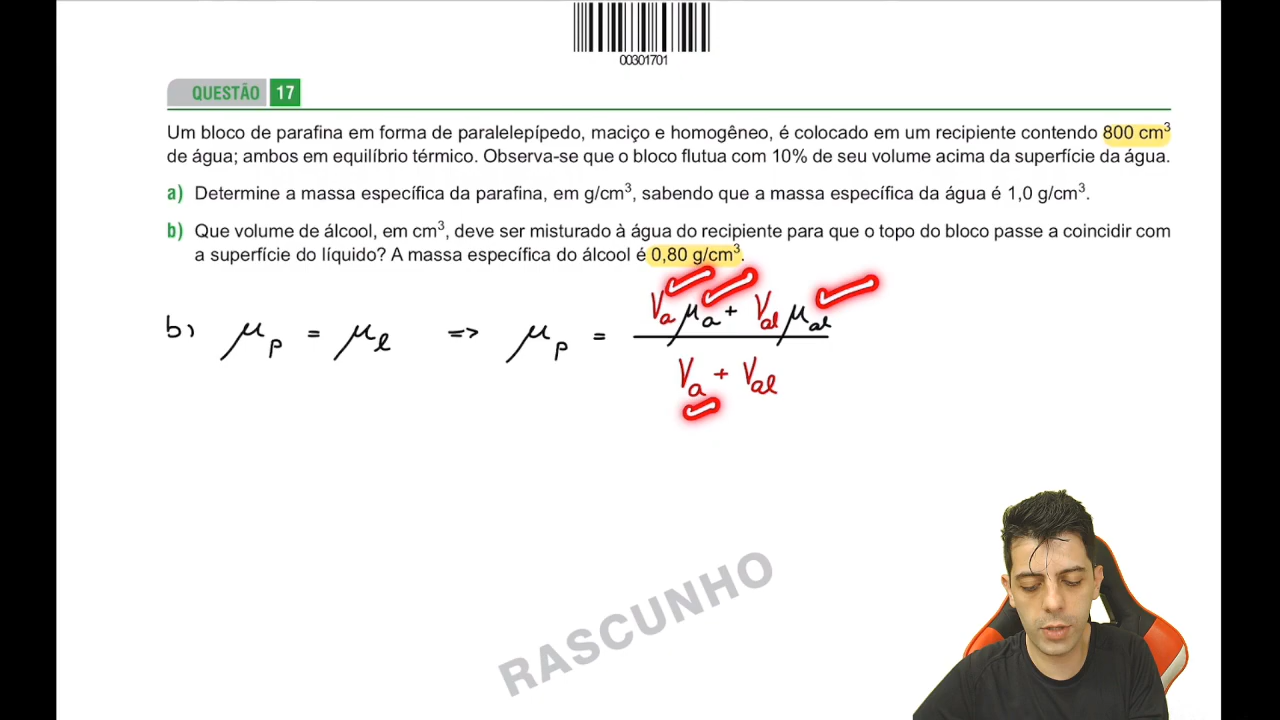 00301701
QUESTÃO 17
Um bloco de parafina em forma de paralelepípedo, maciço e homogêneo, é colocado em um recipiente contendo 800 cm³
de água; ambos em equilíbrio térmico. Observa-se que o bloco flutua com 10% de seu volume acima da superfície da água.
a) Determine a massa específica da parafina, em g/cm³, sabendo que a massa específica da água é 1,0 g/cm³.
b) Que volume de álcool, em cm³, deve ser misturado à água do recipiente para que o topo do bloco passe a coincidir com
a superfície do líquido? A massa específica do álcool é 0,80 g/cm³.
Va μa + Val μal
b) μp = μl => μp =
Va + Val
RASCUNHO